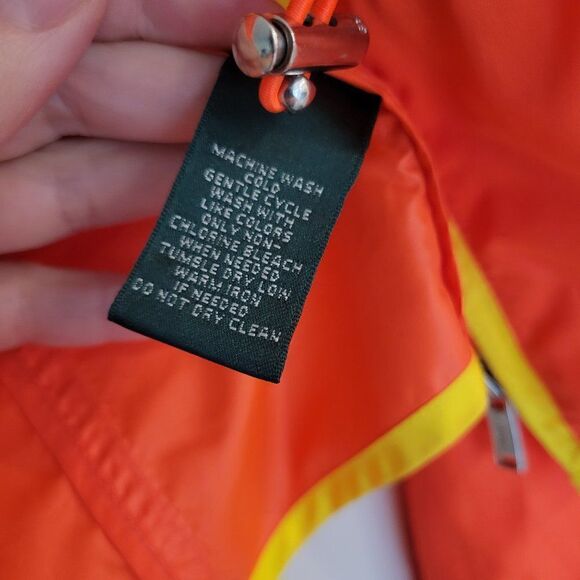 MACHINE WASH
COLD
GENTLE CYCLE
WASH WITH
LIKE COLORS
ONLY NON-
CHLORINE BLEACH
WHEN NEEDED
TUMBLE DRY LOW
WARM IRON
IF NEEDED
DO NOT DRY CLEAN